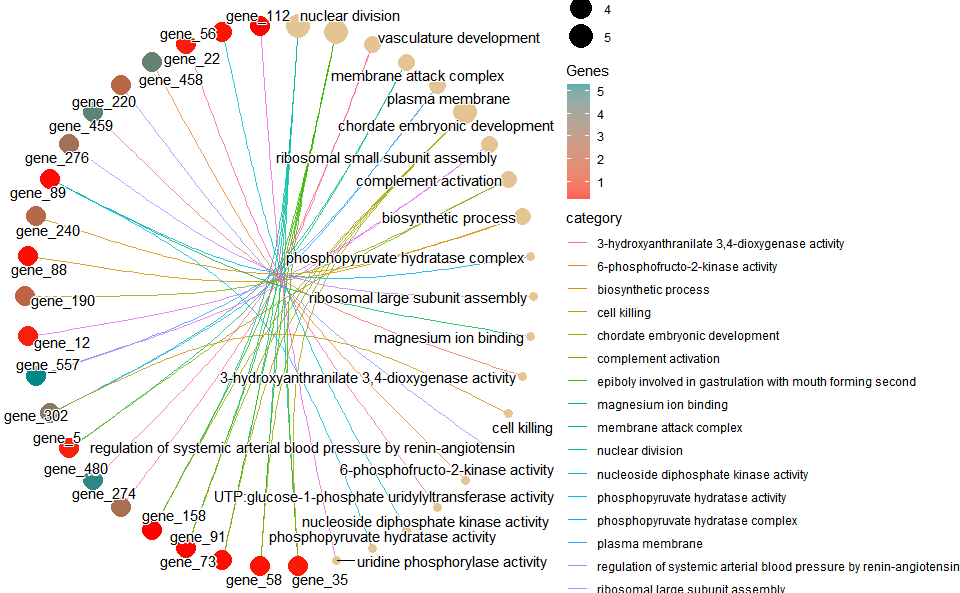 gene_112
nuclear division
gene_56
vasculature development
gene_22
gene_458
membrane attack complex
gene_220
plasma membrane
gene_459
chordate embryonic development
gene_276
ribosomal small subunit assembly
gene_89
complement activation
gene_240
biosynthetic process
gene_88
phosphopyruvate hydratase complex
gene_190
ribosomal large subunit assembly
gene_12
magnesium ion binding
gene_557
3-hydroxyanthranilate 3,4-dioxygenase activity
gene_302
cell killing
gene_5
regulation of systemic arterial blood pressure by renin-angiotensin
gene_480
6-phosphofructo-2-kinase activity
gene_274
UTP:glucose-1-phosphate uridylyltransferase activity
gene_158
nucleoside diphosphate kinase activity
gene_91
phosphopyruvate hydratase activity
gene_73
uridine phosphorylase activity
gene_58
gene_35
4
5
Genes
5
4
3
2
1
category
3-hydroxyanthranilate 3,4-dioxygenase activity
6-phosphofructo-2-kinase activity
biosynthetic process
cell killing
chordate embryonic development
complement activation
epiboly involved in gastrulation with mouth forming second
magnesium ion binding
membrane attack complex
nuclear division
nucleoside diphosphate kinase activity
phosphopyruvate hydratase activity
phosphopyruvate hydratase complex
plasma membrane
regulation of systemic arterial blood pressure by renin-angiotensin
ribosomal large subunit assembly